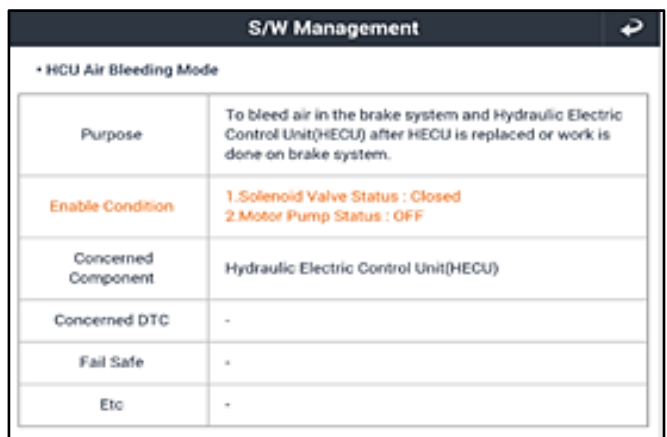 S/W Management
• HCU Air Bleeding Mode
Purpose
To bleed air in the brake system and Hydraulic Electric
Control Unit(HECU) after HECU is replaced or work is
done on brake system.
Enable Condition
1.Solenoid Valve Status : Closed
2.Motor Pump Status : OFF
Concerned
Component
Hydraulic Electric Control Unit(HECU)
Concerned DTC
-
Fail Safe
-
Etc
-